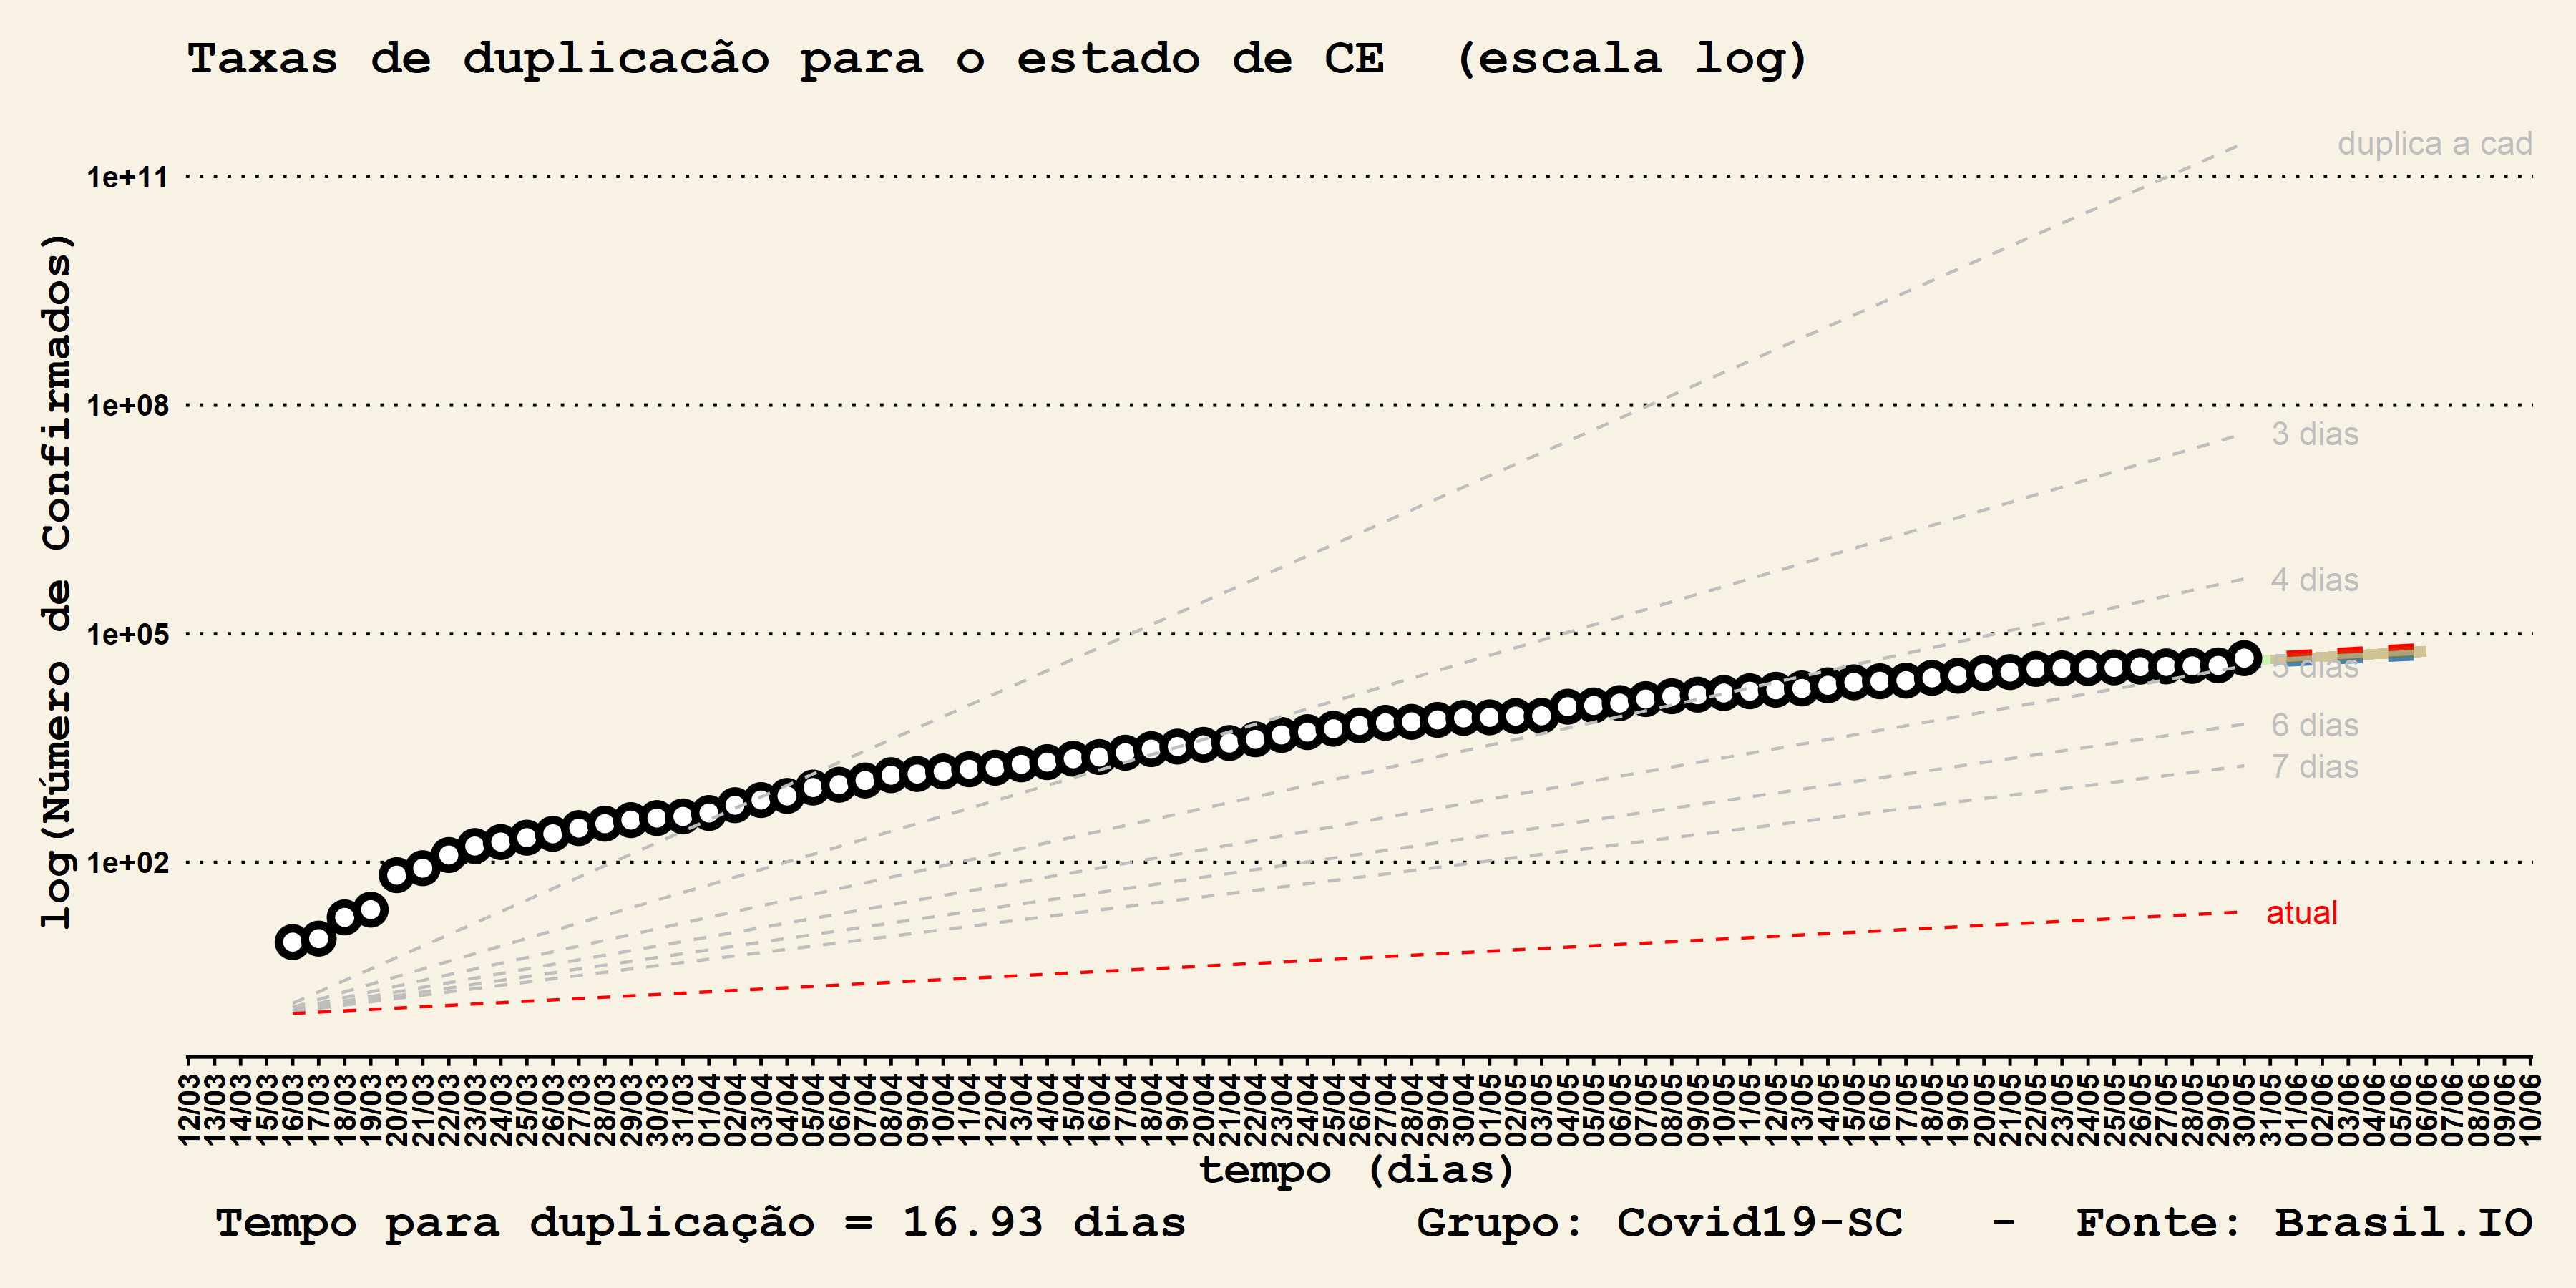 Taxas de duplicacão para o estado de CE (escala log)
log(Número de Confirmados)
1e+11
1e+08
1e+05
1e+02
duplica a cad
3 dias
4 dias
5 dias
6 dias
7 dias
atual
12/03 13/03 14/03 15/03 16/03 17/03 18/03 19/03 20/03 21/03 22/03 23/03 24/03 25/03 26/03 27/03 28/03 29/03 30/03 31/03 01/04 02/04 03/04 04/04 05/04 06/04 07/04 08/04 09/04 10/04 11/04 12/04 13/04 14/04 15/04 16/04 17/04 18/04 19/04 20/04 21/04 22/04 23/04 24/04 25/04 26/04 27/04 28/04 29/04 30/04 01/05 02/05 03/05 04/05 05/05 06/05 07/05 08/05 09/05 10/05 11/05 12/05 13/05 14/05 15/05 16/05 17/05 18/05 19/05 20/05 21/05 22/05 23/05 24/05 25/05 26/05 27/05 28/05 29/05 30/05 31/05 01/06 02/06 03/06 04/06 05/06 06/06 07/06 08/06 09/06 10/06
tempo (dias)
Tempo para duplicação = 16.93 dias Grupo: Covid19-SC - Fonte: Brasil.IO